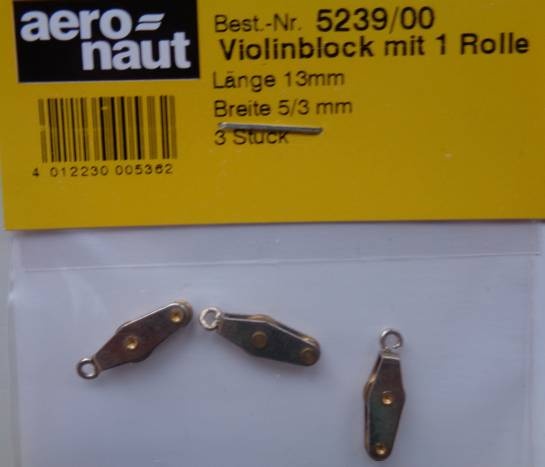 aero-
naut
Best.-Nr. 5239/00
Violinblock mit 1 Rolle
Länge 13mm
Breite 5/3 mm
3 Stück
4 012230 005362